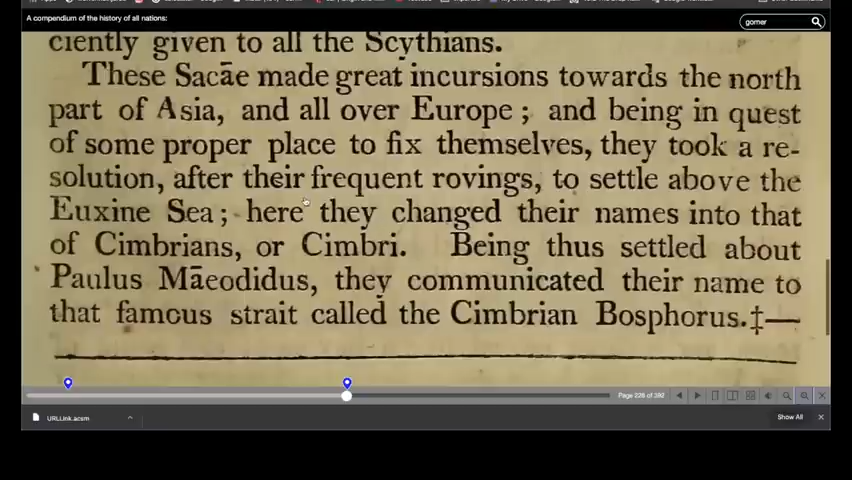 A compendium of the history of all nations:
gomer
ciently given to all the Scythians.
These Sacāe made great incursions towards the north
part of Asia, and all over Europe; and being in quest
of some proper place to fix themselves, they took a re-
solution, after their frequent rovings, to settle above the
Euxine Sea; here they changed their names into that
of Cimbrians, or Cimbri. Being thus settled about
Paulus Māeodidus, they communicated their name to
that famous strait called the Cimbrian Bosphorus.‡—
Page 226 of 392
URLLink.acsm
Show All